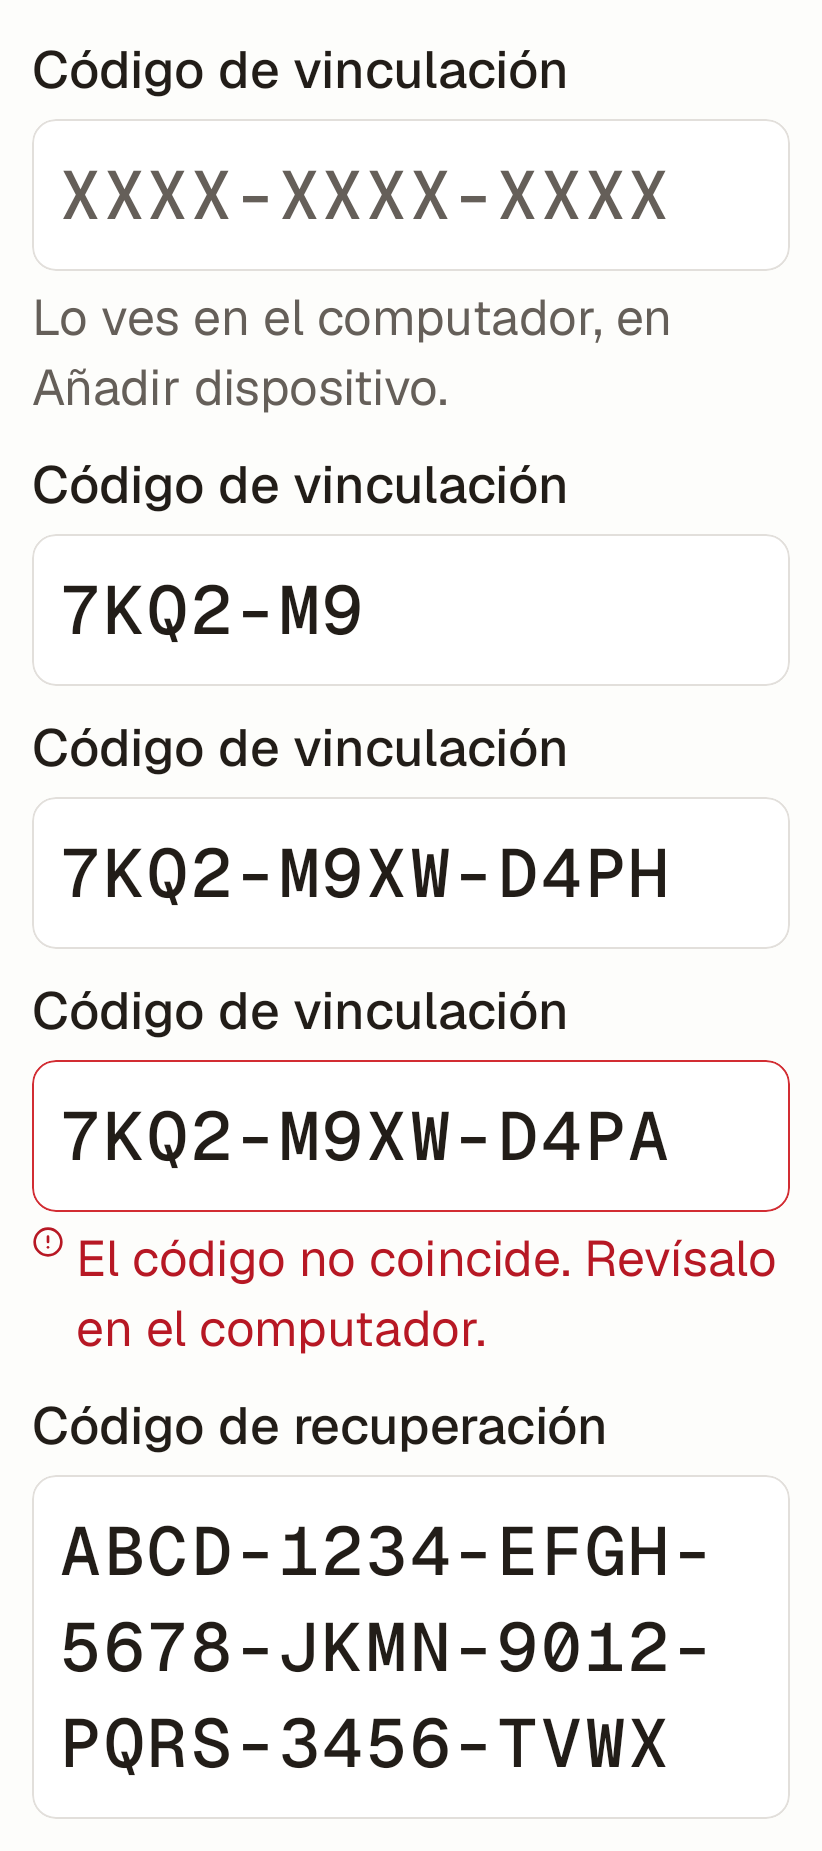 Código de vinculación
XXXX-XXXX-XXXX
Lo ves en el computador, en
Añadir dispositivo.
Código de vinculación
7KQ2-M9
Código de vinculación
7KQ2-M9XW-D4PH
Código de vinculación
7KQ2-M9XW-D4PA
El código no coincide. Revísalo
en el computador.
Código de recuperación
ABCD-1234-EFGH-
5678-JKMN-9012-
PQRS-3456-TVWX